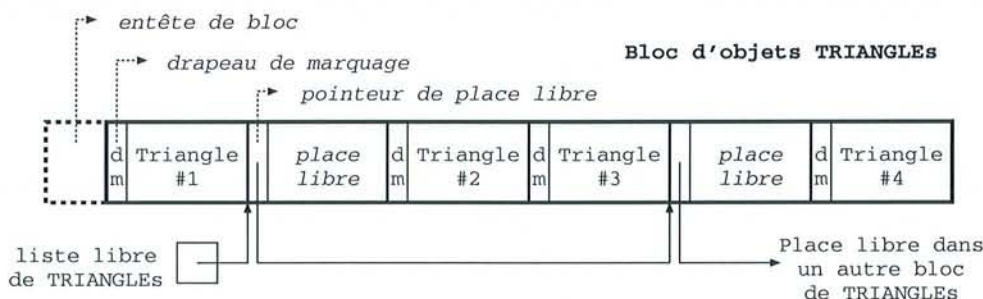 entête de bloc
Bloc d'objets TRIANGLEs
drapeau de marquage
pointeur de place libre
d m Triangle #1 place libre d m Triangle #2 d m Triangle #3 place libre d m Triangle #4
liste libre
de TRIANGLEs
Place libre dans
un autre bloc
de TRIANGLEs